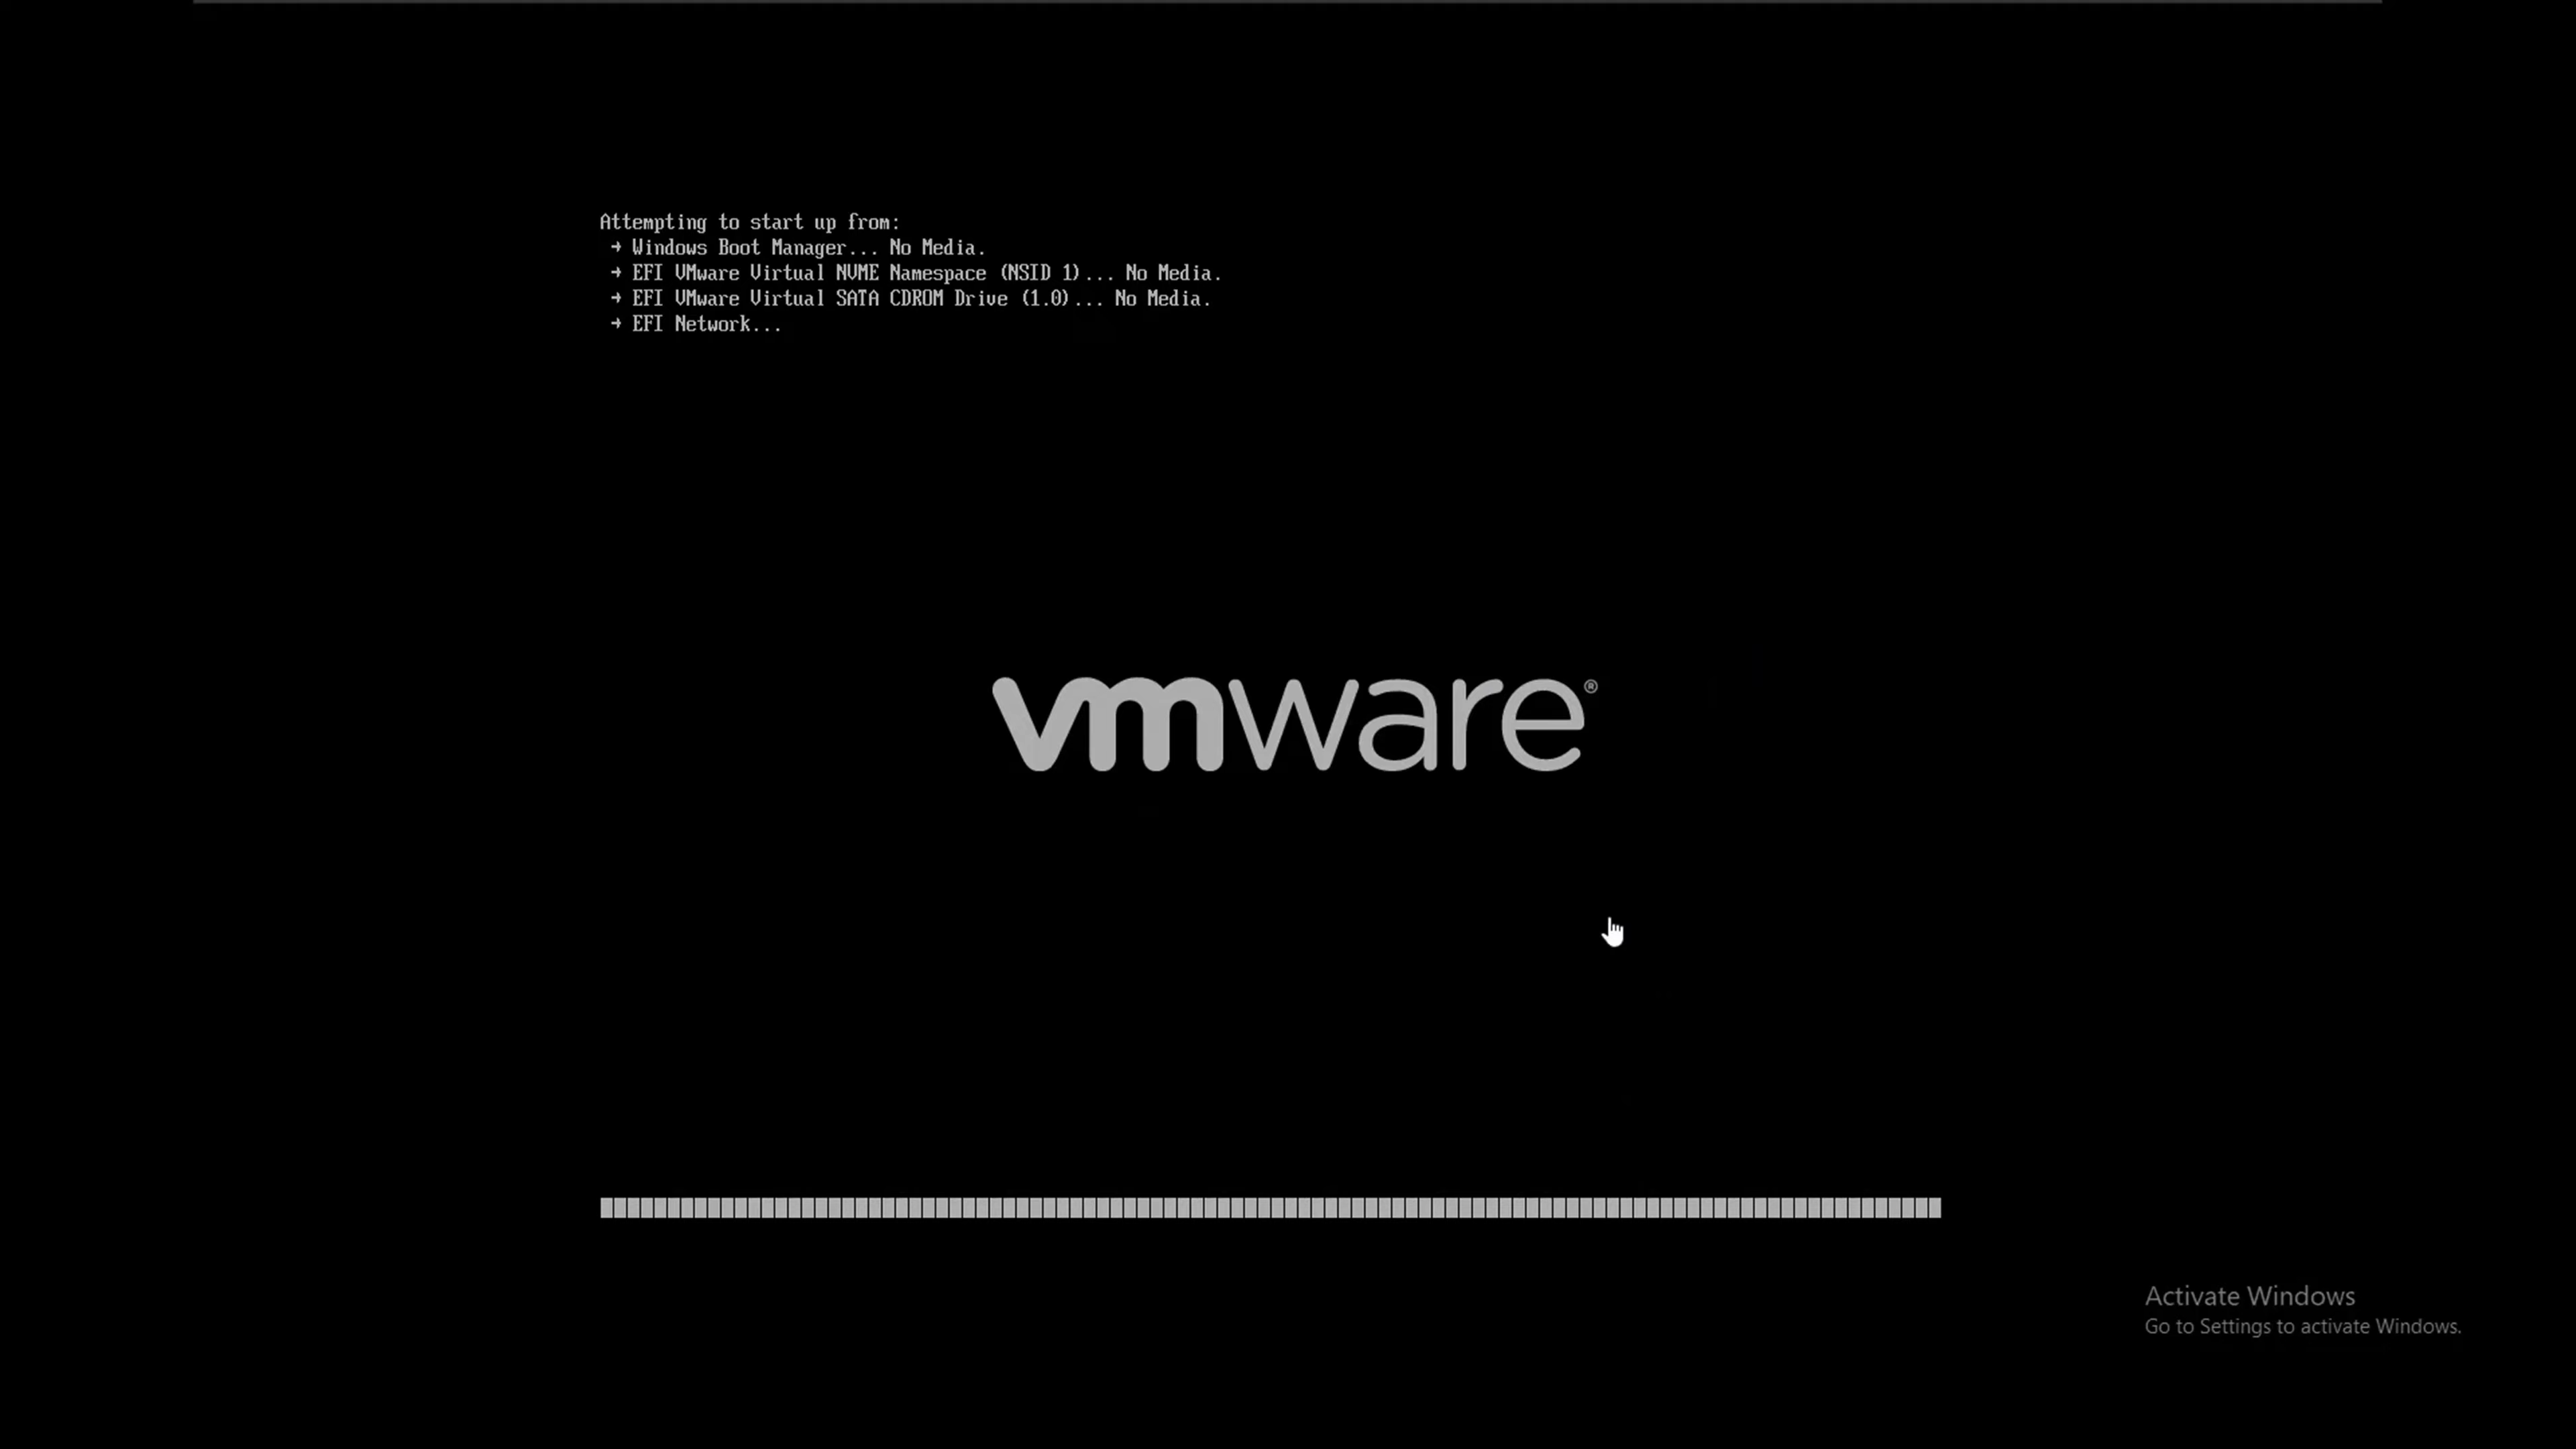 Attempting to start up from:
→ Windows Boot Manager... No Media.
→ EFI VMware Virtual NVME Namespace (NSID 1)... No Media.
→ EFI VMware Virtual SATA CDROM Drive (1.0)... No Media.
→ EFI Network...
vmware®
Activate Windows
Go to Settings to activate Windows.